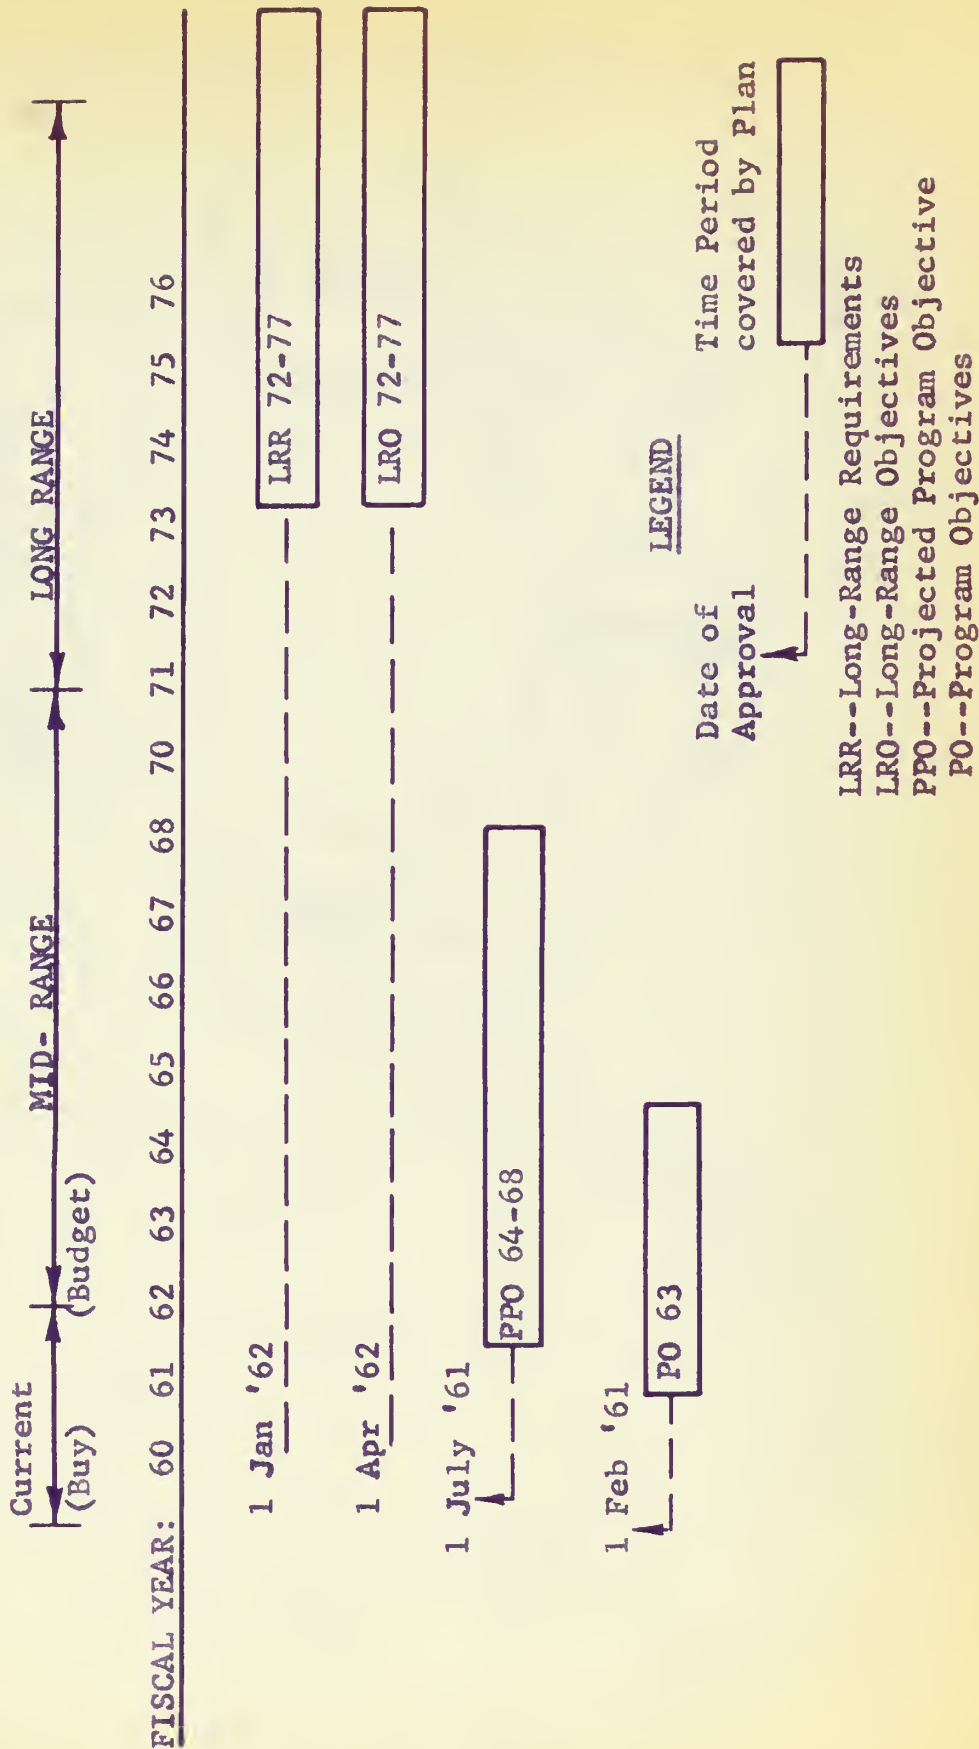 Current MID- RANGE LONG RANGE
(Buy) (Budget)
FISCAL YEAR: 60 61 62 63 64 65 66 67 68 70 71 72 73 74 75 76
1 Jan '62 LRR 72-77
1 Apr '62 LRO 72-77
1 July '61
PPO 64-68
1 Feb '61
PO 63
LEGEND
Date of
Approval
Time Period
covered by Plan
LRR--Long-Range Requirements
LRO--Long-Range Objectives
PPO--Projected Program Objective
PO--Program Objectives